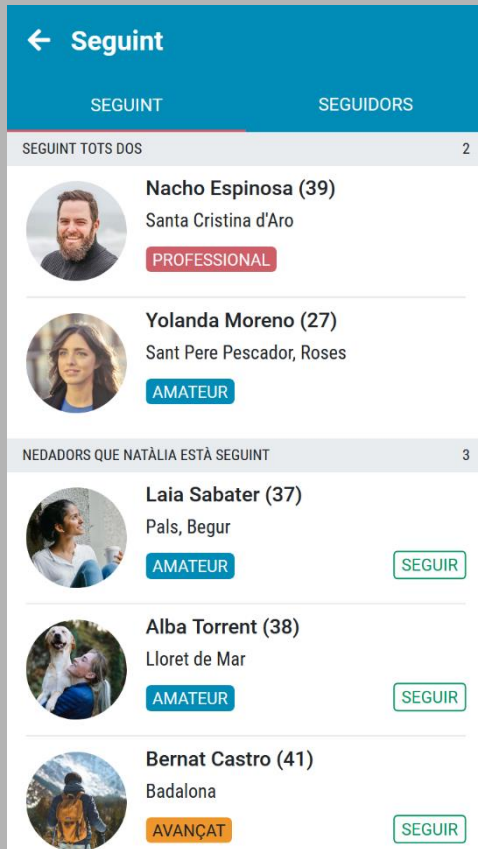 Seguint
SEGUINT SEGUIDORS
SEGUINT TOTS DOS 2
Nacho Espinosa (39)
Santa Cristina d'Aro
PROFESSIONAL
Yolanda Moreno (27)
Sant Pere Pescador, Roses
AMATEUR
NEDADORS QUE NATÀLIA ESTÀ SEGUINT 3
Laia Sabater (37)
Pals, Begur
AMATEUR SEGUIR
Alba Torrent (38)
Lloret de Mar
AMATEUR SEGUIR
Bernat Castro (41)
Badalona
AVANÇAT SEGUIR